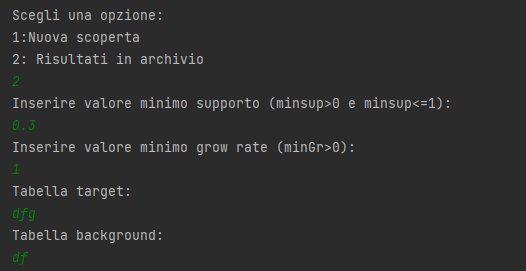 Scegli una opzione:
1:Nuova scoperta
2: Risultati in archivio
2
Inserire valore minimo supporto (minsup>0 e minsup<=1):
0.3
Inserire valore minimo grow rate (minGr>0):
1
Tabella target:
dfg
Tabella background:
df